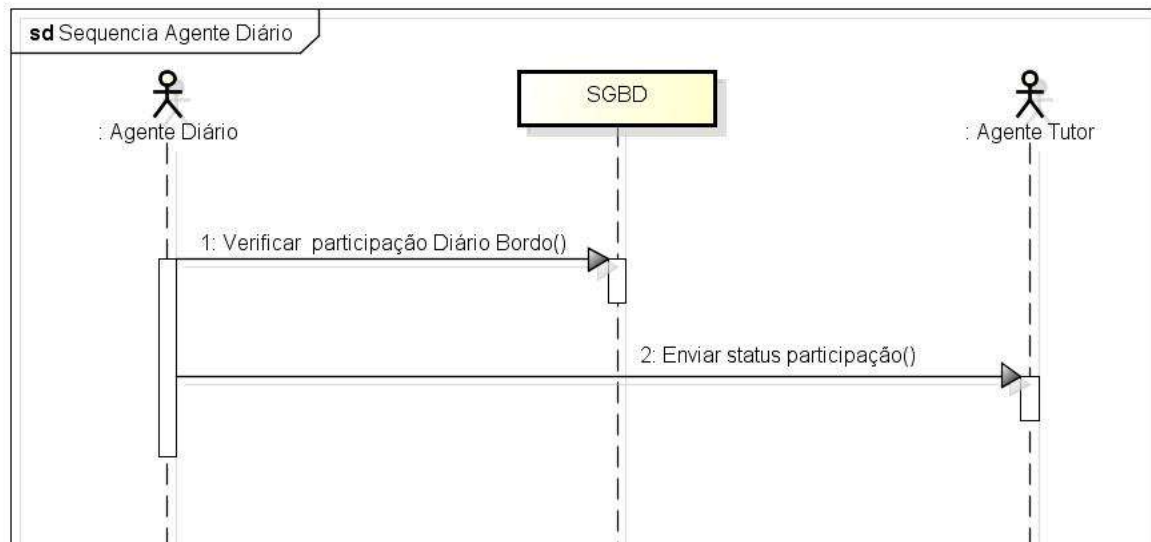 sd Sequencia Agente Diário
: Agente Diário
SGBD
: Agente Tutor
1: Verificar participação Diário Bordo()
2: Enviar status participação()